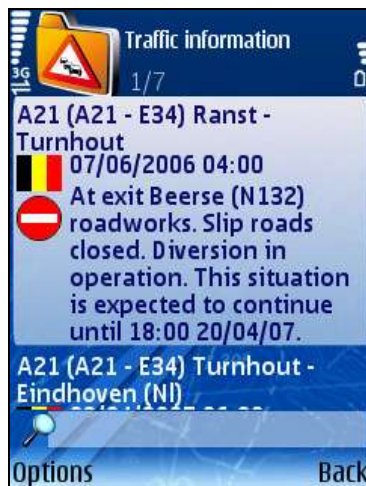 Traffic information
3G
1/7
A21 (A21 - E34) Ranst -
Turnhout
07/06/2006 04:00
At exit Beerse (N132)
roadworks. Slip roads
closed. Diversion in
operation. This situation
is expected to continue
until 18:00 20/04/07.
A21 (A21 - E34) Turnhout -
Eindhoven (Nl)
Options
Back